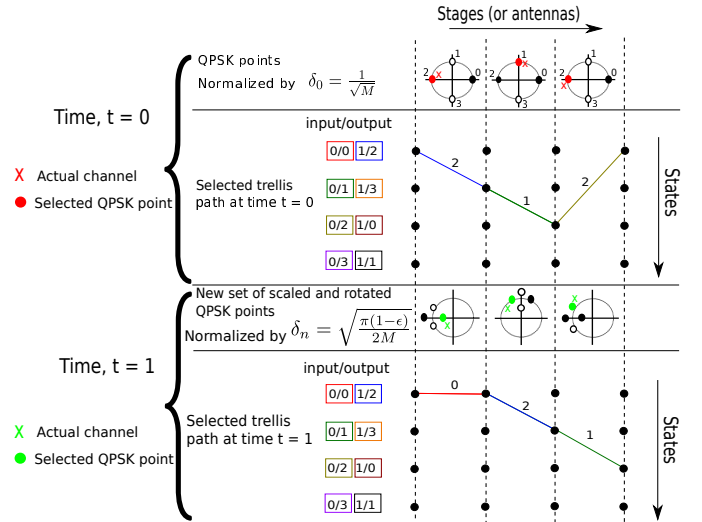 Stages (or antennas)
QPSK points
Normalized by δ₀ = 1/√M
1
2 x 0
3
1
x
2 0
3
1
2 0
x
3
Time, t = 0
x Actual channel
Selected QPSK point
input/output
0/0 1/2
0/1 1/3
0/2 1/0
0/3 1/1
Selected trellis
path at time t = 0
2
1
2
States
New set of scaled and rotated
QPSK points
Normalized by δₙ = √(π(1−ϵ)/2M)
x
x
x
Time, t = 1
x Actual channel
Selected QPSK point
input/output
0/0 1/2
0/1 1/3
0/2 1/0
0/3 1/1
Selected trellis
path at time t = 1
0
2
1
States